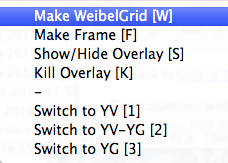 Make WeibelGrid [W]
Make Frame [F]
Show/Hide Overlay [S]
Kill Overlay [K]
–
Switch to YV [1]
Switch to YV-YG [2]
Switch to YG [3]